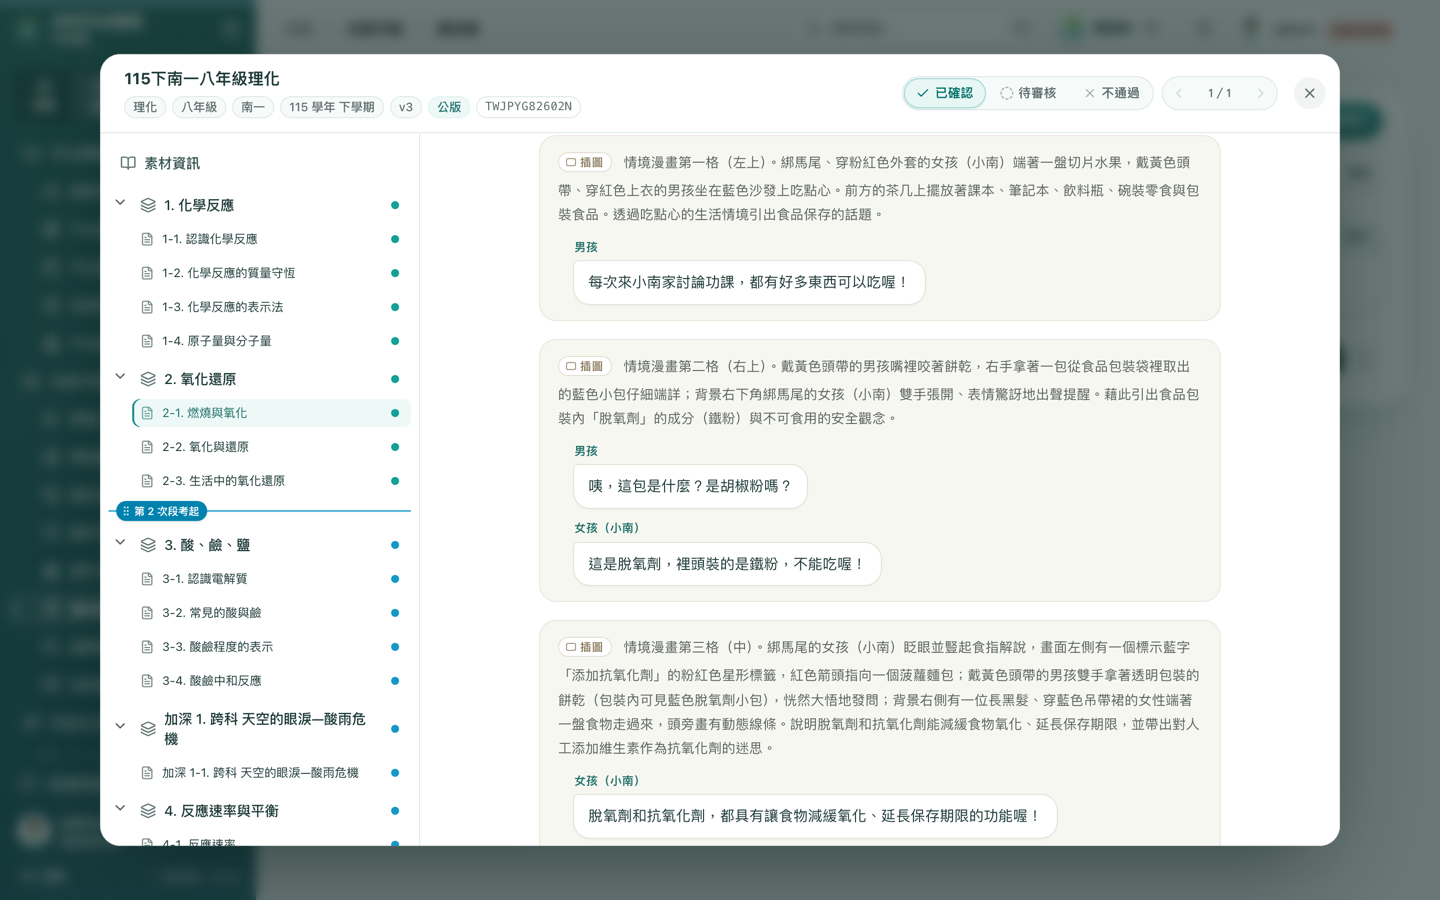 115下南一八年級理化
理化
八年級
南一
115 學年 下學期
v3
公版
TWJPYG82602N
已確認
待審核
不通過
1 / 1
素材資訊
1. 化學反應
1-1. 認識化學反應
1-2. 化學反應的質量守恆
1-3. 化學反應的表示法
1-4. 原子量與分子量
2. 氧化還原
2-1. 燃燒與氧化
2-2. 氧化與還原
2-3. 生活中的氧化還原
第 2 次段考起
3. 酸、鹼、鹽
3-1. 認識電解質
3-2. 常見的酸與鹼
3-3. 酸鹼程度的表示
3-4. 酸鹼中和反應
加深 1. 跨科 天空的眼淚—酸雨危
機
加深 1-1. 跨科 天空的眼淚—酸雨危機
4. 反應速率與平衡
4-1. 反應速率
插圖 情境漫畫第一格（左上）。綁馬尾、穿粉紅色外套的女孩（小南）端著一盤切片水果，戴黃色頭
帶、穿紅色上衣的男孩坐在藍色沙發上吃點心。前方的茶几上擺放著課本、筆記本、飲料瓶、碗裝零食與包
裝食品。透過吃點心的生活情境引出食品保存的話題。
男孩
每次來小南家討論功課，都有好多東西可以吃喔！
插圖 情境漫畫第二格（右上）。戴黃色頭帶的男孩嘴裡咬著餅乾，右手拿著一包從食品包裝袋裡取出
的藍色小包仔細端詳；背景右下角綁馬尾的女孩（小南）雙手張開、表情驚訝地出聲提醒。藉此引出食品包
裝內「脫氧劑」的成分（鐵粉）與不可食用的安全觀念。
男孩
咦，這包是什麼？是胡椒粉嗎？
女孩（小南）
這是脫氧劑，裡頭裝的是鐵粉，不能吃喔！
插圖 情境漫畫第三格（中）。綁馬尾的女孩（小南）眨眼並豎起食指解說，畫面左側有一個標示藍字
「添加抗氧化劑」的粉紅色星形標籤，紅色箭頭指向一個菠蘿麵包；戴黃色頭帶的男孩雙手拿著透明包裝的
餅乾（包裝內可見藍色脫氧劑小包），恍然大悟地發問；背景右側有一位長黑髮、穿藍色吊帶裙的女性端著
一盤食物走過來，頭旁畫有動態線條。說明脫氧劑和抗氧化劑能減緩食物氧化、延長保存期限，並帶出對人
工添加維生素作為抗氧化劑的迷思。
女孩（小南）
脫氧劑和抗氧化劑，都具有讓食物減緩氧化、延長保存期限的功能喔！